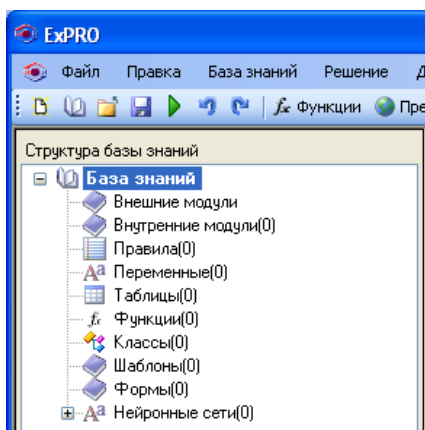 ExPRO
Файл Правка База знаний Решение
Функции
Структура базы знаний
База знаний
Внешние модули
Внутренние модули(0)
Правила(0)
Переменные(0)
Таблицы(0)
Функции(0)
Классы(0)
Шаблоны(0)
Формы(0)
Нейронные сети(0)